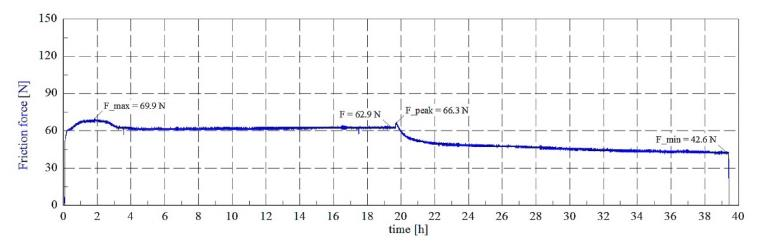 150
120
90
60
30
0
Friction force [N]
F_max = 69.9 N
F = 62.9 N
F_peak = 66.3 N
F_min = 42.6 N
0 2 4 6 8 10 12 14 16 18 20 22 24 26 28 30 32 34 36 38 40
time [h]